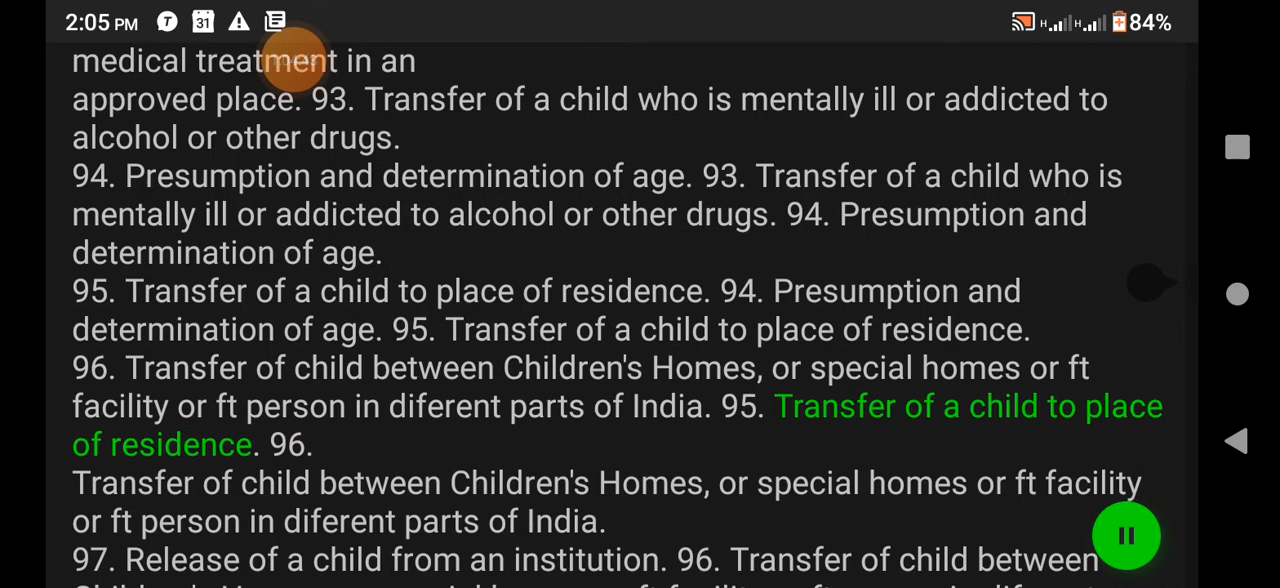 2:05 PM T 31 H H 84%
medical treatment in an
approved place. 93. Transfer of a child who is mentally ill or addicted to
alcohol or other drugs.
94. Presumption and determination of age. 93. Transfer of a child who is
mentally ill or addicted to alcohol or other drugs. 94. Presumption and
determination of age.
95. Transfer of a child to place of residence. 94. Presumption and
determination of age. 95. Transfer of a child to place of residence.
96. Transfer of child between Children's Homes, or special homes or ft
facility or ft person in diferent parts of India. 95. Transfer of a child to place
of residence. 96.
Transfer of child between Children's Homes, or special homes or ft facility
or ft person in diferent parts of India.
97. Release of a child from an institution. 96. Transfer of child between